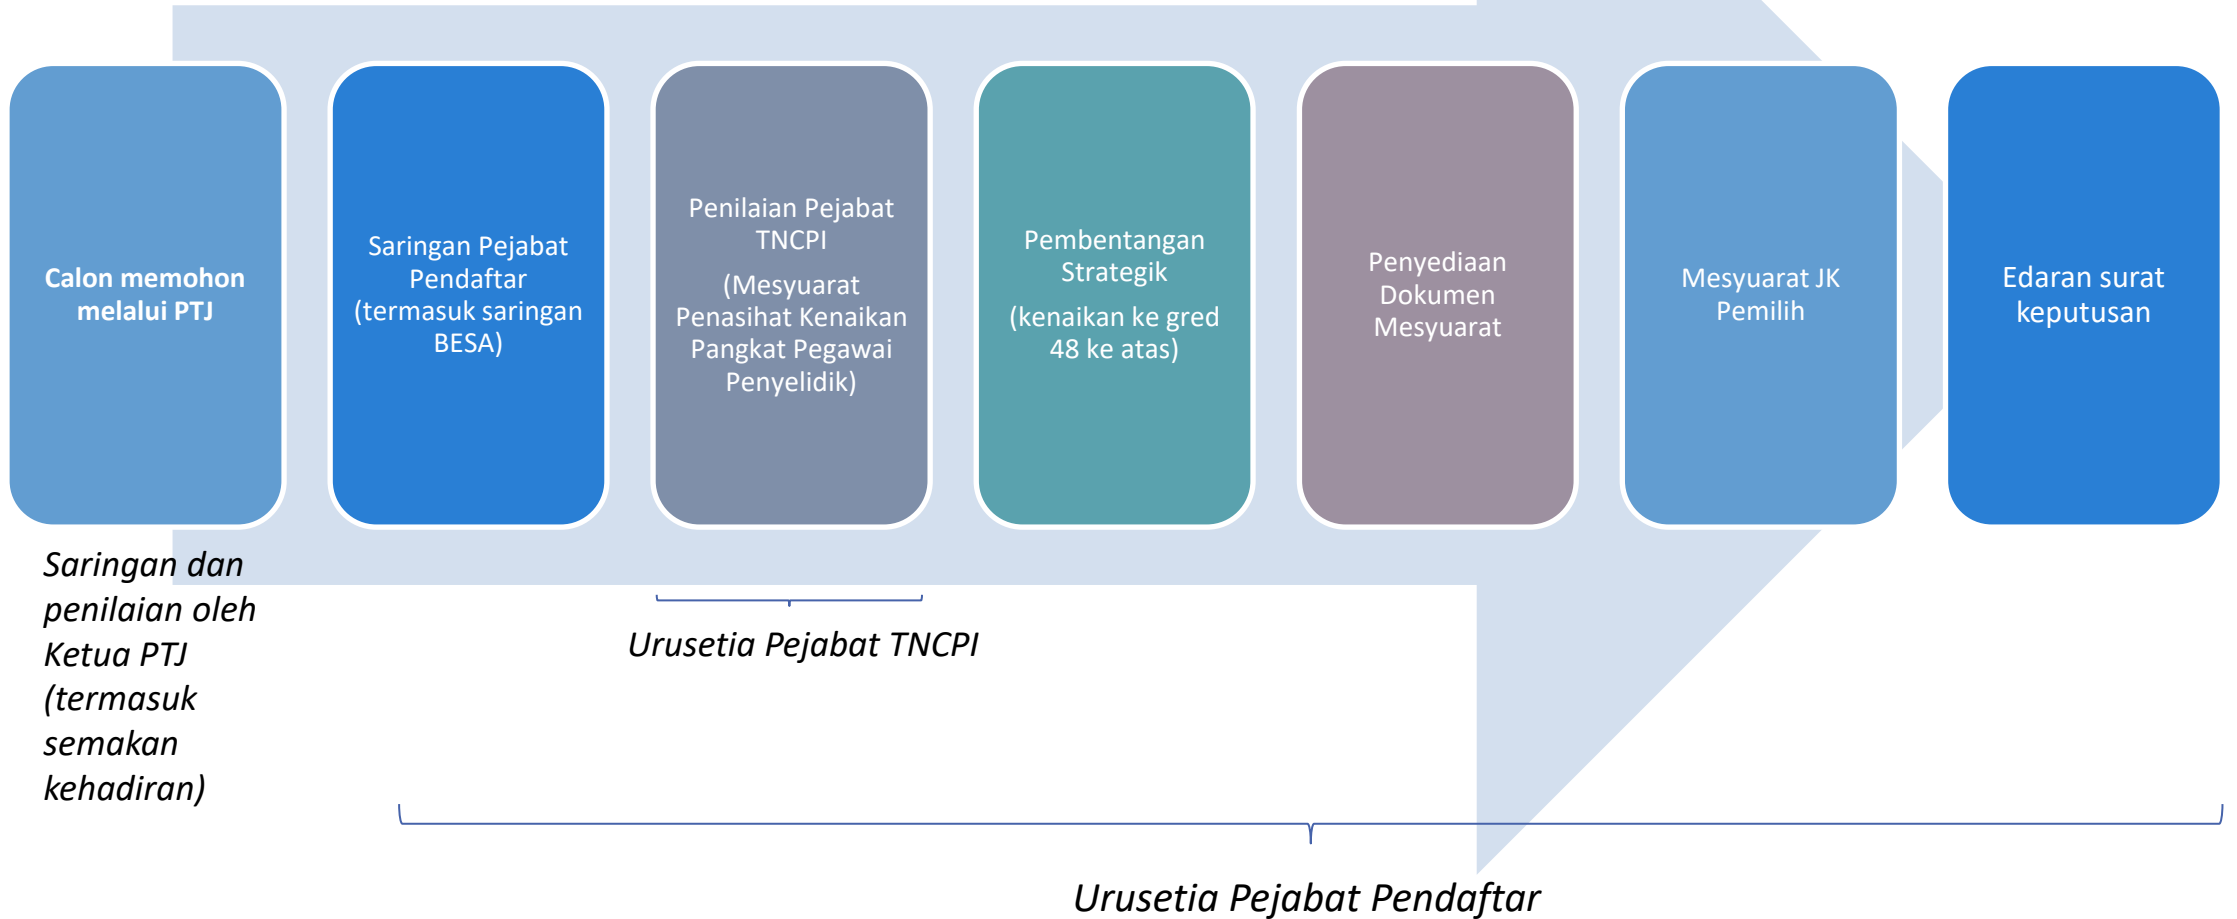 Calon memohon
melalui PTJ
Saringan Pejabat
Pendaftar
(termasuk saringan
BESA)
Penilaian Pejabat
TNCPI
(Mesyuarat
Penasihat Kenaikan
Pangkat Pegawai
Penyelidik)
Pembentangan
Strategik
(kenaikan ke gred
48 ke atas)
Penyediaan
Dokumen
Mesyuarat
Mesyuarat JK
Pemilih
Edaran surat
keputusan
Saringan dan
penilaian oleh
Ketua PTJ
(termasuk
semakan
kehadiran)
Urusetia Pejabat TNCPI
Urusetia Pejabat Pendaftar